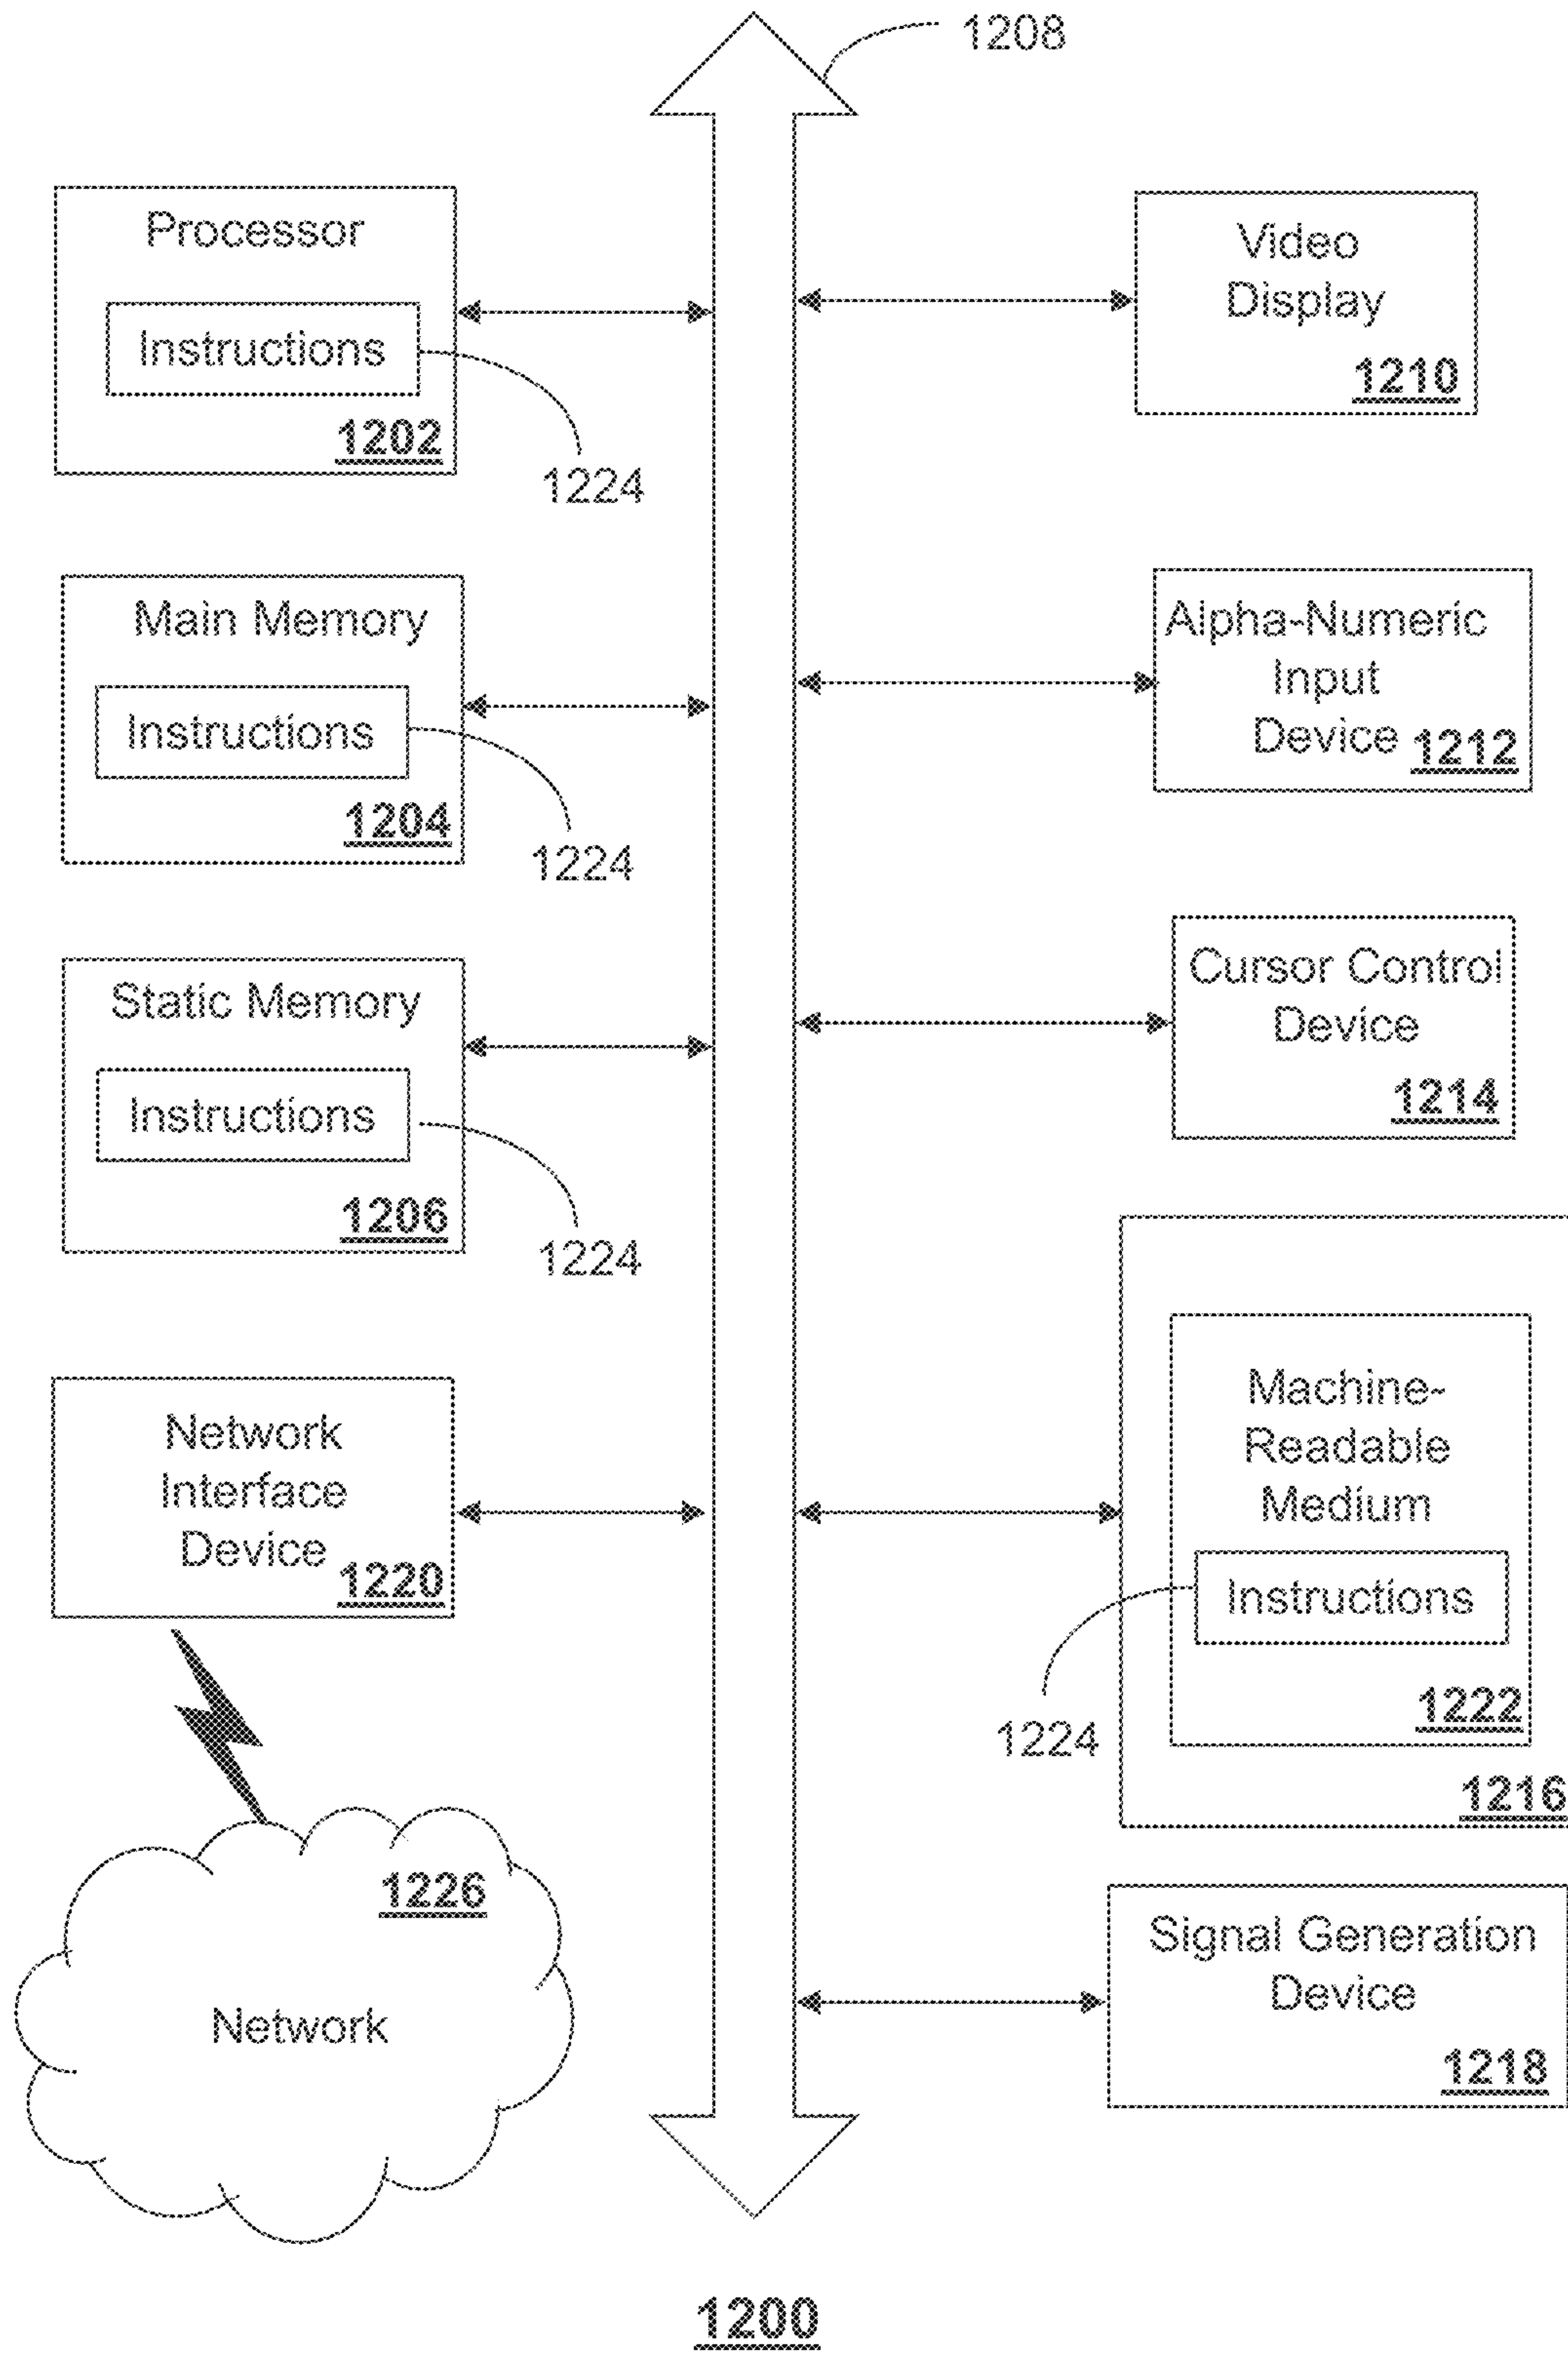 1208
Processor
Instructions
1202
1224
Video
Display
1210
Main Memory
Instructions
1204
1224
Alpha-Numeric
Input
Device 1212
Static Memory
Instructions
1206
1224
Cursor Control
Device
1214
Network
Interface
Device 1220
Machine-
Readable
Medium
Instructions
1222
1224
1216
1226
Network
Signal Generation
Device
1218
1200